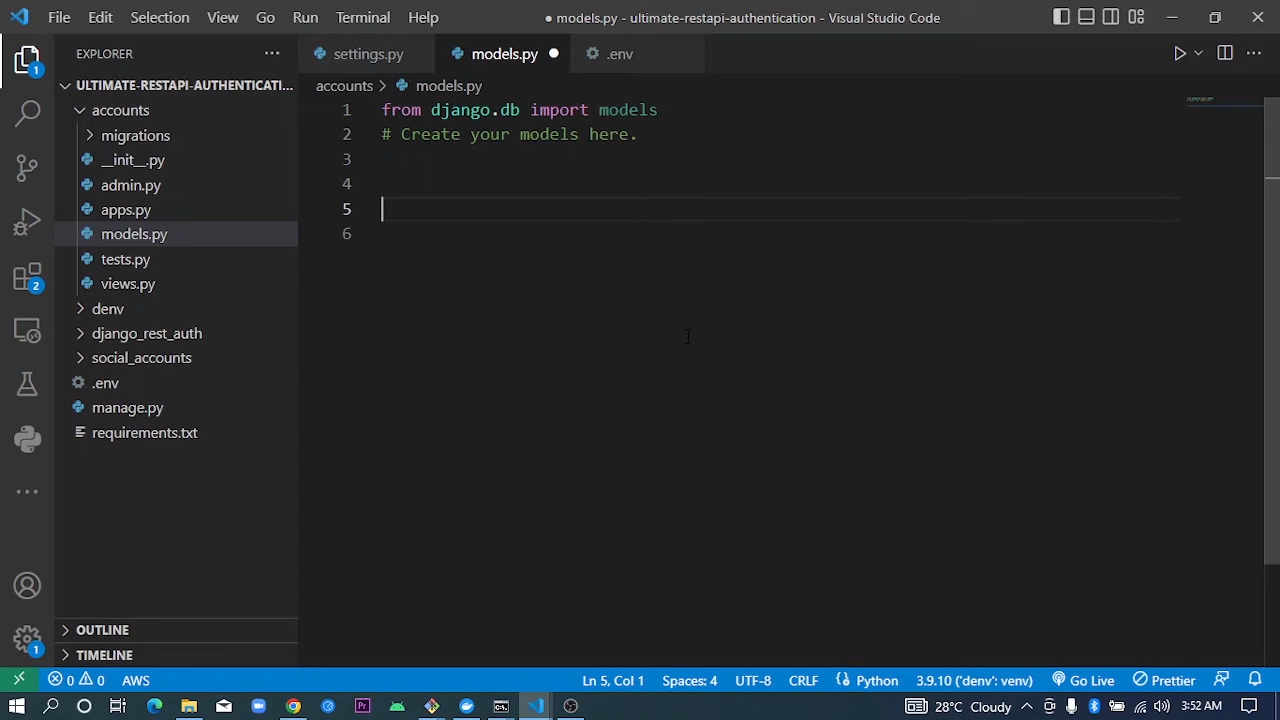 File Edit Selection View Go Run Terminal Help
● models.py - ultimate-restapi-authentication - Visual Studio Code
EXPLORER
settings.py
models.py
.env
1
ULTIMATE-RESTAPI-AUTHENTICATI...
accounts
migrations
__init__.py
admin.py
apps.py
models.py
tests.py
views.py
denv
django_rest_auth
social_accounts
.env
manage.py
requirements.txt
2
1
OUTLINE
TIMELINE
accounts > models.py
1 from django.db import models
2 # Create your models here.
3
4
5
6
0 0 AWS
Ln 5, Col 1 Spaces: 4 UTF-8 CRLF Python 3.9.10 ('denv': venv) Go Live Prettier
28°C Cloudy
3:52 AM